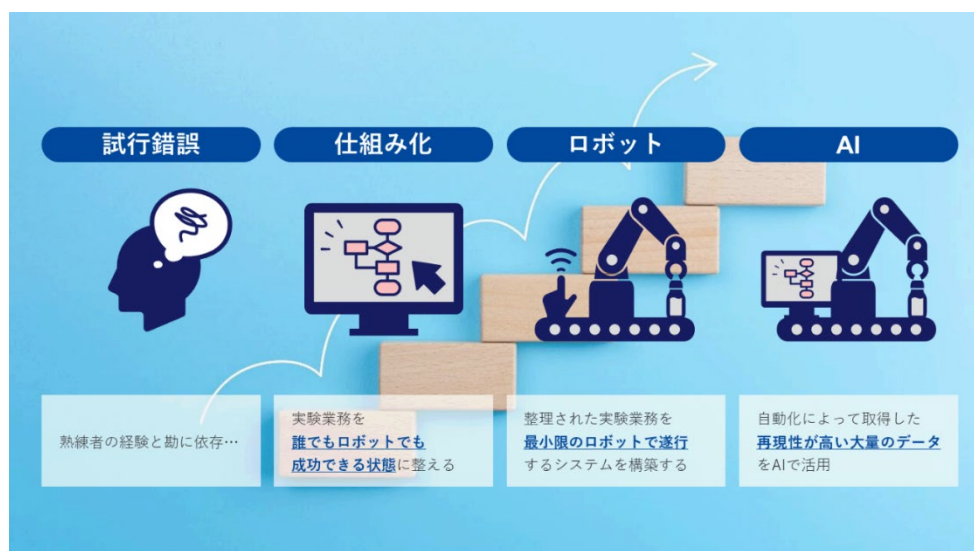 試行錯誤
仕組み化
ロボット
AI
熟練者の経験と勘に依存…
実験業務を
誰でもロボットでも
成功できる状態に整える
整理された実験業務を
最小限のロボットで遂行
するシステムを構築する
自動化によって取得した
再現性が高い大量のデータ
をAIで活用